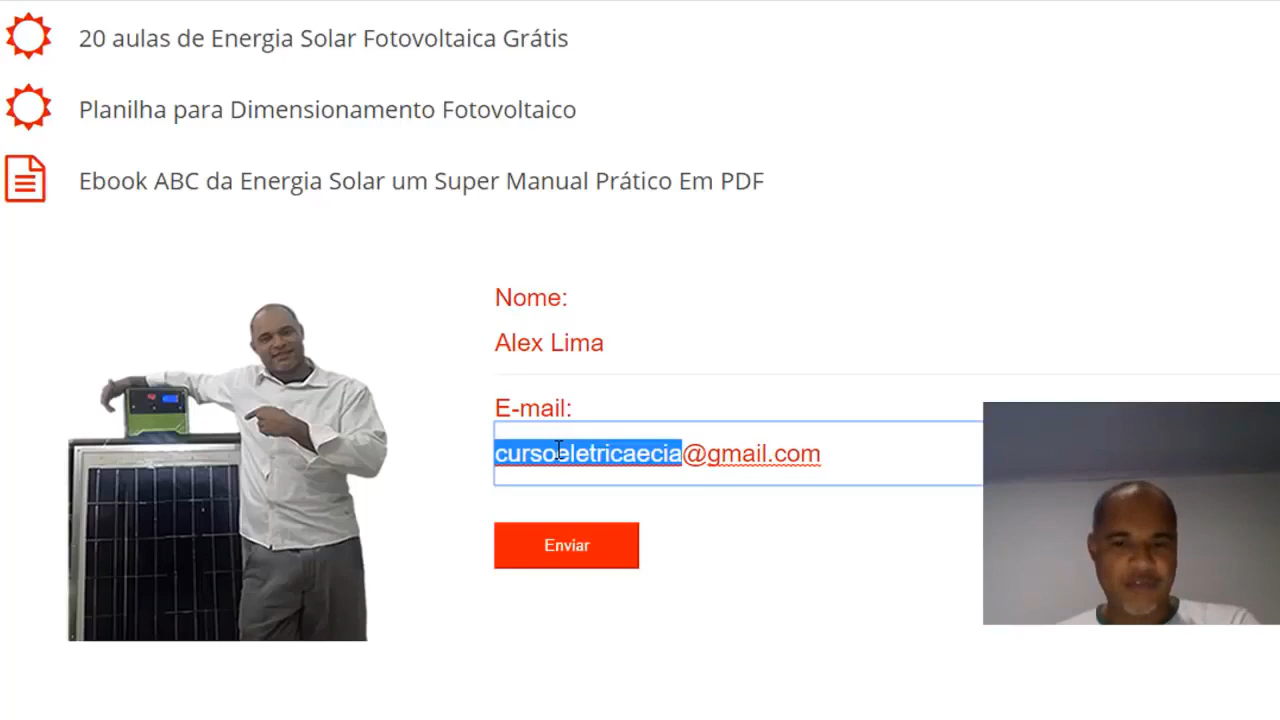 20 aulas de Energia Solar Fotovoltaica Grátis
Planilha para Dimensionamento Fotovoltaico
Ebook ABC da Energia Solar um Super Manual Prático Em PDF
Nome:
Alex Lima
E-mail:
cursoeletricaecia@gmail.com
Enviar